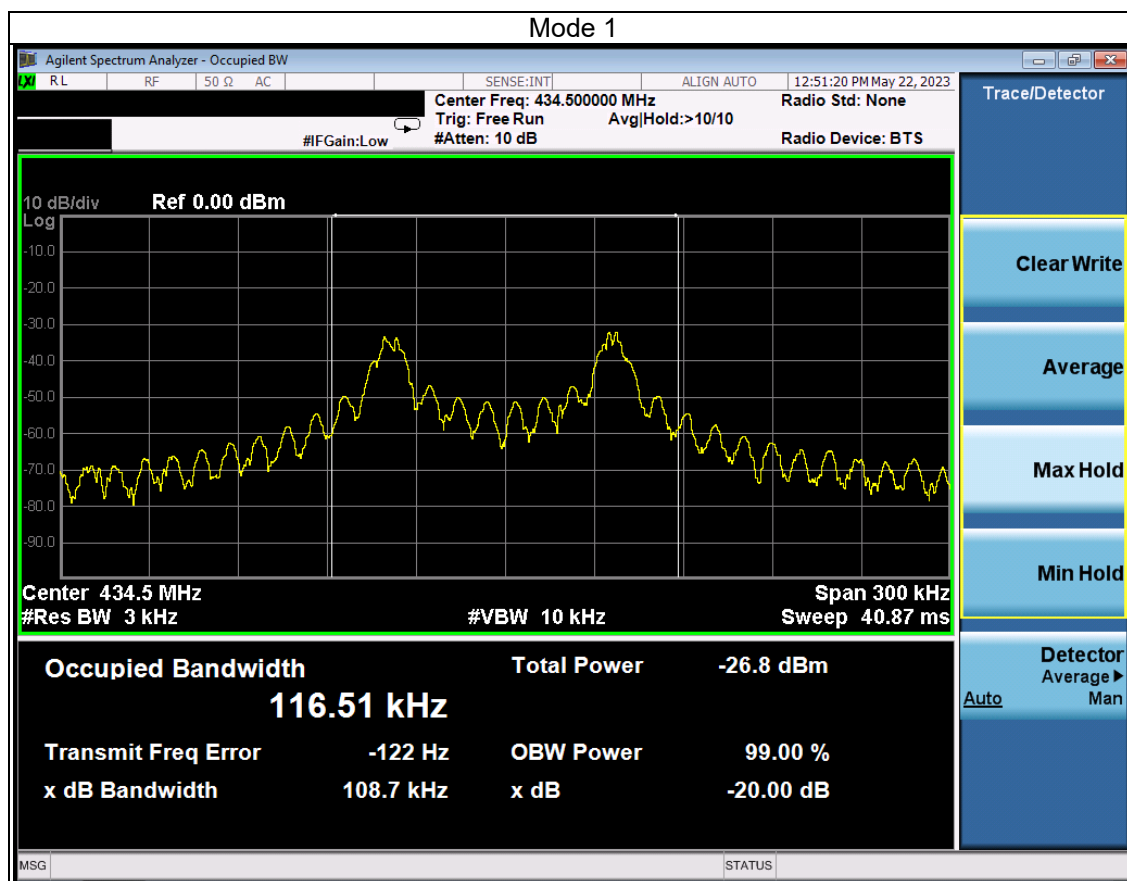 Mode 1
Agilent Spectrum Analyzer - Occupied BW
LXI RL RF 50 Ω AC SENSE:INT ALIGN AUTO 12:51:20 PM May 22, 2023
Center Freq: 434.500000 MHz Radio Std: None
Trig: Free Run Avg|Hold:>10/10
#IFGain:Low #Atten: 10 dB Radio Device: BTS
Trace/Detector
10 dB/div Ref 0.00 dBm
Log
-10.0
-20.0
-30.0
-40.0
-50.0
-60.0
-70.0
-80.0
-90.0
Center 434.5 MHz Span 300 kHz
#Res BW 3 kHz #VBW 10 kHz Sweep 40.87 ms
Clear Write
Average
Max Hold
Min Hold
Detector
Average▶
Auto Man
Occupied Bandwidth Total Power -26.8 dBm
116.51 kHz
Transmit Freq Error -122 Hz OBW Power 99.00 %
x dB Bandwidth 108.7 kHz x dB -20.00 dB
MSG STATUS